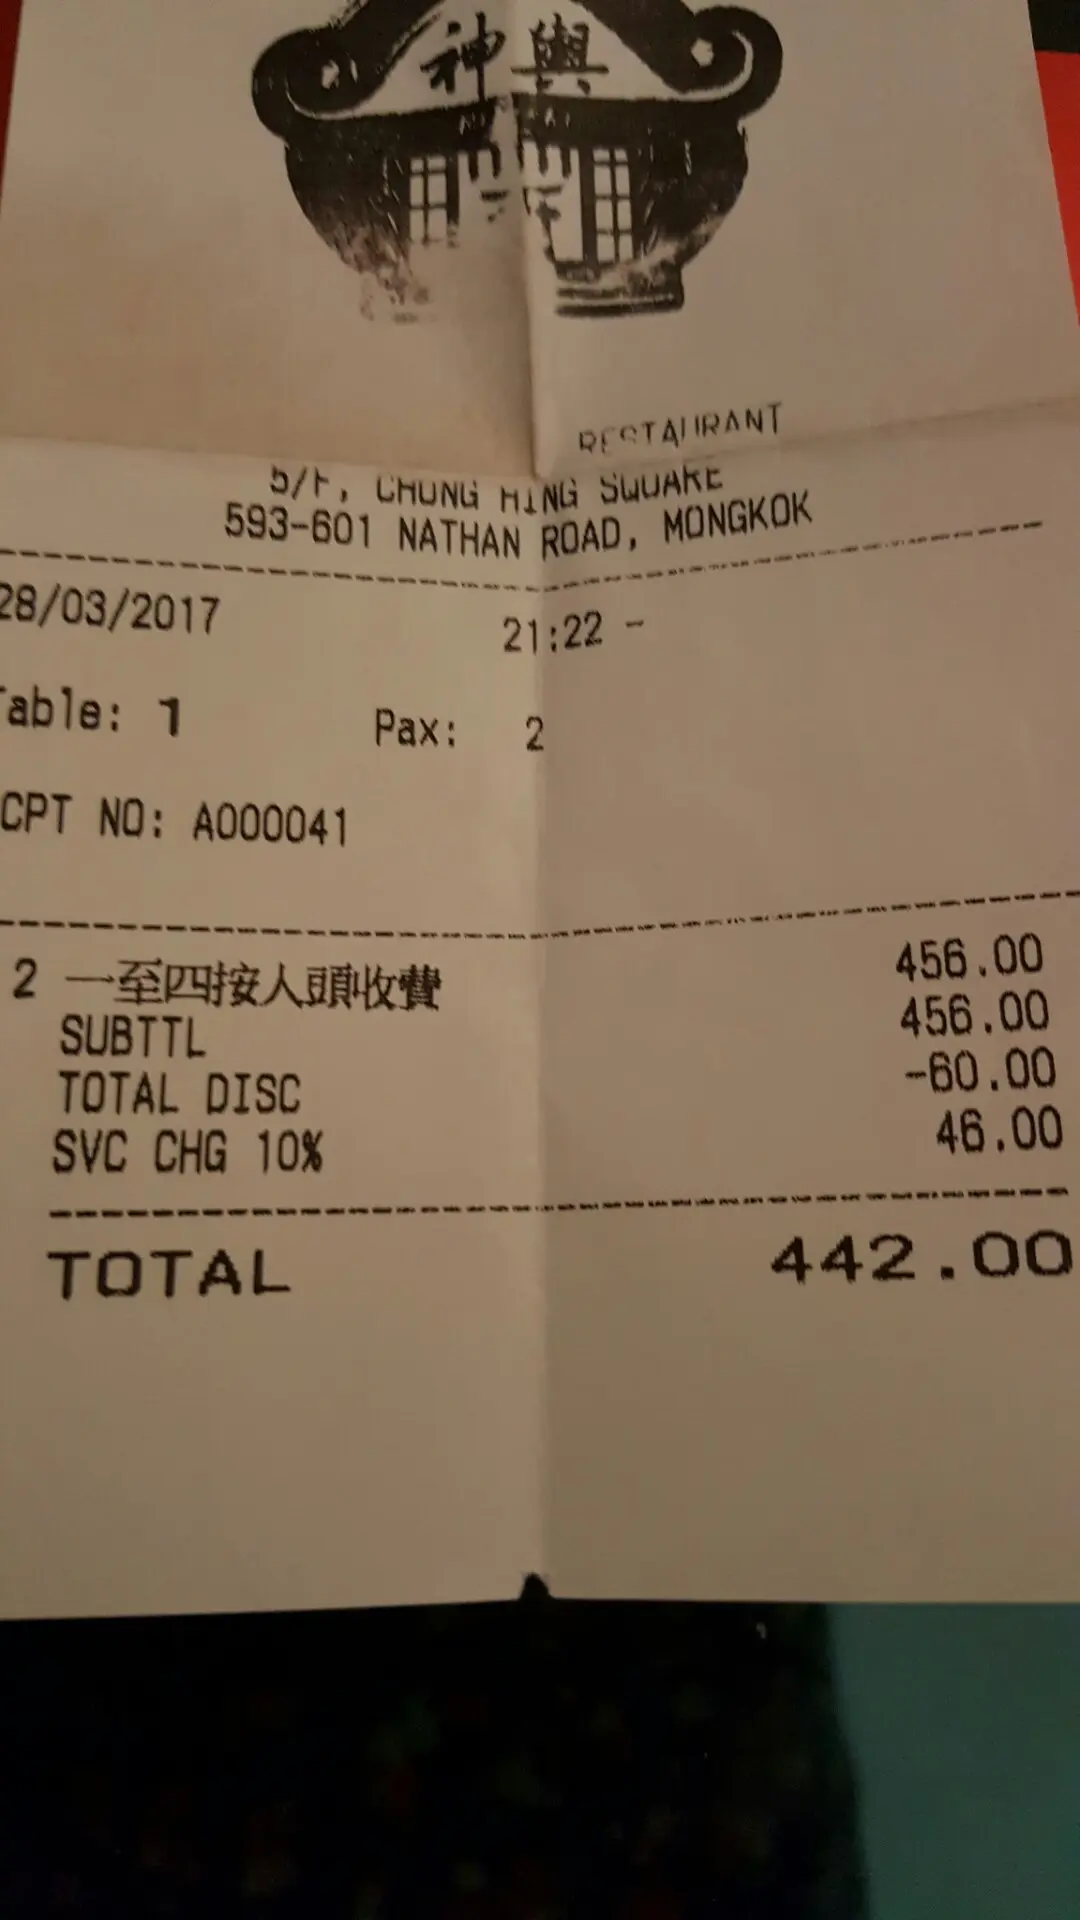 神輿
RESTAURANT
5/F, CHUNG HING SQUARE
593-601 NATHAN ROAD, MONGKOK
28/03/2017 21:22 -
Table: 1 Pax: 2
CPT NO: A000041
2 一至四按人頭收費 456.00
SUBTTL 456.00
TOTAL DISC -60.00
SVC CHG 10% 46.00
TOTAL 442.00